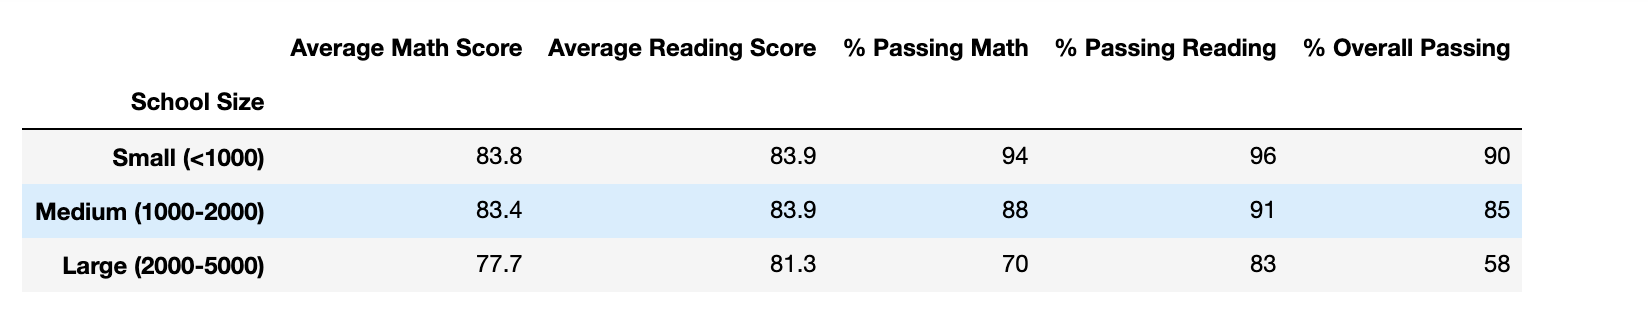 Average Math Score Average Reading Score % Passing Math % Passing Reading % Overall Passing
School Size
Small (<1000) 83.8 83.9 94 96 90
Medium (1000-2000) 83.4 83.9 88 91 85
Large (2000-5000) 77.7 81.3 70 83 58